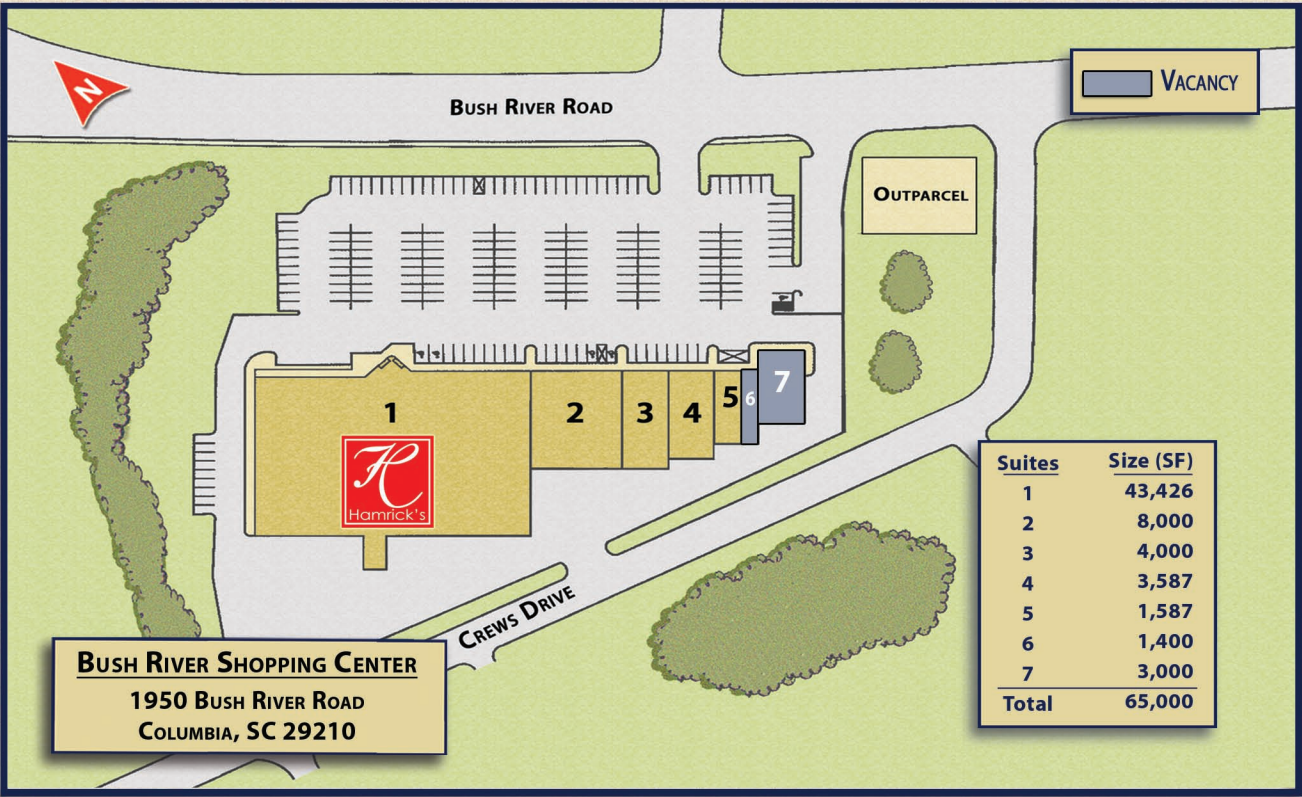 N
BUSH RIVER ROAD
VACANCY
OUTPARCEL
1
2
3
4
5
6
7
H
Hamrick's
CREWS DRIVE
Suites Size (SF)
1 43,426
2 8,000
3 4,000
4 3,587
5 1,587
6 1,400
7 3,000
Total 65,000
BUSH RIVER SHOPPING CENTER
1950 BUSH RIVER ROAD
COLUMBIA, SC 29210